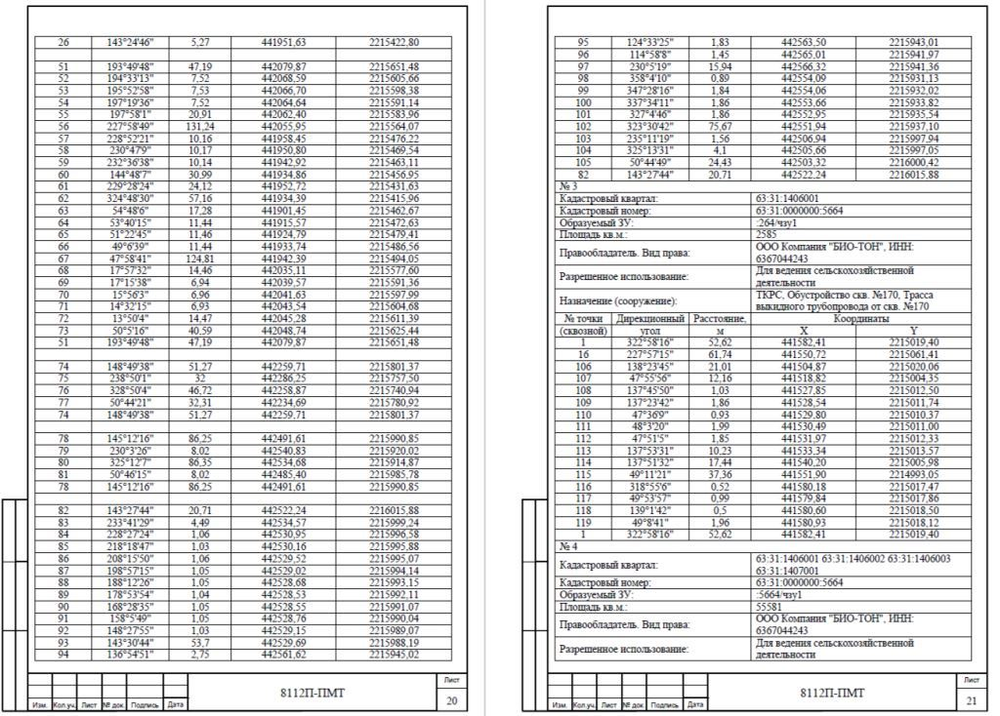 26 143°24'46" 5,27 441951,63 2215422,80
51 193°49'48" 47,19 442079,87 2215651,48
52 194°33'13" 7,52 442068,59 2215605,66
53 195°52'58" 7,53 442066,70 2215598,38
54 197°19'36" 7,52 442064,64 2215591,14
55 197°58'1" 20,91 442062,40 2215583,96
56 227°58'49" 131,24 442055,95 2215564,07
57 228°52'21" 10,16 441958,45 2215476,22
58 230°47'9" 10,17 441950,80 2215469,54
59 232°36'38" 10,14 441942,92 2215463,11
60 144°48'7" 30,99 441934,86 2215456,95
61 229°28'24" 24,12 441952,72 2215431,63
62 324°48'30" 57,16 441934,39 2215415,96
63 54°48'6" 17,28 441901,45 2215462,67
64 53°40'15" 11,44 441915,57 2215472,63
65 51°22'45" 11,46 441924,79 2215479,41
66 49°6'39" 11,44 441933,74 2215486,56
67 47°58'41" 124,81 441942,39 2215494,05
68 17°57'32" 14,46 442035,11 2215577,60
69 17°15'38" 6,94 442039,57 2215591,36
70 15°56'3" 6,96 442041,63 2215597,99
71 14°32'15" 6,93 442043,54 2215604,68
72 13°50'4" 14,47 442045,28 2215611,39
73 50°5'16" 40,59 442048,74 2215625,44
51 193°49'48" 47,19 442079,87 2215651,48
74 148°49'38" 51,27 442259,71 2215801,37
75 238°50'1" 32 442286,25 2215757,50
76 328°50'4" 46,72 442258,87 2215740,94
77 50°44'21" 32,31 442234,69 2215780,92
74 148°49'38" 51,27 442259,71 2215801,37
78 145°12'16" 86,25 442491,61 2215990,85
79 230°3'26" 8,02 442540,83 2215920,02
80 325°12'7" 86,35 442534,68 2215914,87
81 50°46'15" 8,02 442485,40 2215985,78
78 145°12'16" 86,25 442491,61 2215990,85
82 143°27'44" 20,71 442522,24 2216015,88
83 233°41'29" 4,49 442534,57 2215999,24
84 228°27'24" 1,06 442530,95 2215996,58
85 218°18'47" 1,03 442530,16 2215995,88
86 208°15'50" 1,06 442529,52 2215995,07
87 198°57'15" 1,05 442529,02 2215994,14
88 188°12'26" 1,05 442528,68 2215993,15
89 178°53'54" 1,04 442528,53 2215992,11
90 168°28'35" 1,05 442528,55 2215991,07
91 158°5'49" 1,05 442528,76 2215990,04
92 148°27'55" 1,03 442529,15 2215989,07
93 143°30'44" 53,7 442529,69 2215988,19
94 136°54'51" 2,75 442561,62 2215945,02
8112П-ПМТ
Лист
20
Изм. Кол.уч. Лист № док. Подпись Дата
95 124°33'25" 1,83 442563,50 2215943,01
96 114°58'8" 1,45 442565,01 2215941,97
97 230°5'19" 15,94 442566,32 2215941,36
98 358°4'10" 0,89 442554,09 2215931,13
99 347°28'16" 1,84 442554,06 2215932,02
100 337°34'11" 1,86 442553,66 2215933,82
101 327°4'46" 1,86 442552,95 2215935,54
102 323°30'42" 75,67 442551,94 2215937,10
103 235°11'19" 1,56 442506,94 2215997,94
104 325°13'31" 4,1 442505,66 2215997,05
105 50°44'49" 24,43 442503,32 2216000,42
82 143°27'44" 20,71 442522,24 2216015,88
№ 3
Кадастровый квартал: 63:31:1406001
Кадастровый номер: 63:31:0000000:5664
Образуемый ЗУ: :264/чзу1
Площадь кв.м.: 2585
Правообладатель. Вид права: ООО Компания "БИО-ТОН", ИНН:
6367044243
Разрешенное использование: Для ведения сельскохозяйственной
деятельности
Назначение (сооружение): ТКРС, Обустройство скв. №170, Трасса
выкидного трубопровода от скв. №170
№ точки Дирекционный Расстояние, Координаты
(сквозной) угол м X Y
1 322°58'16" 52,62 441582,41 2215019,40
16 227°57'15" 61,74 441550,72 2215061,41
106 138°23'45" 21,01 441504,87 2215020,06
107 47°55'56" 12,16 441518,82 2215004,35
108 137°45'50" 1,03 441527,85 2215012,50
109 137°23'42" 1,86 441528,54 2215011,74
110 47°36'9" 0,93 441529,80 2215010,37
111 48°3'20" 1,99 441530,49 2215011,00
112 47°51'5" 1,85 441531,97 2215012,33
113 137°53'31" 10,23 441533,34 2215013,57
114 137°51'32" 17,44 441540,20 2215005,98
115 49°11'21" 37,36 441551,90 2214993,05
116 318°55'6" 0,52 441580,18 2215017,47
117 49°53'57" 0,99 441579,84 2215017,86
118 139°1'42" 0,5 441580,60 2215018,50
119 49°8'41" 1,96 441580,93 2215018,12
1 322°58'16" 52,62 441582,41 2215019,40
№ 4
Кадастровый квартал: 63:31:1406001 63:31:1406002 63:31:1406003
63:31:1407001
Кадастровый номер: 63:31:0000000:5664
Образуемый ЗУ: :5664/чзу1
Площадь кв.м.: 55581
Правообладатель. Вид права: ООО Компания "БИО-ТОН", ИНН:
6367044243
Разрешенное использование: Для ведения сельскохозяйственной
деятельности
8112П-ПМТ
Лист
21
Изм. Кол.уч. Лист № док. Подпись Дата